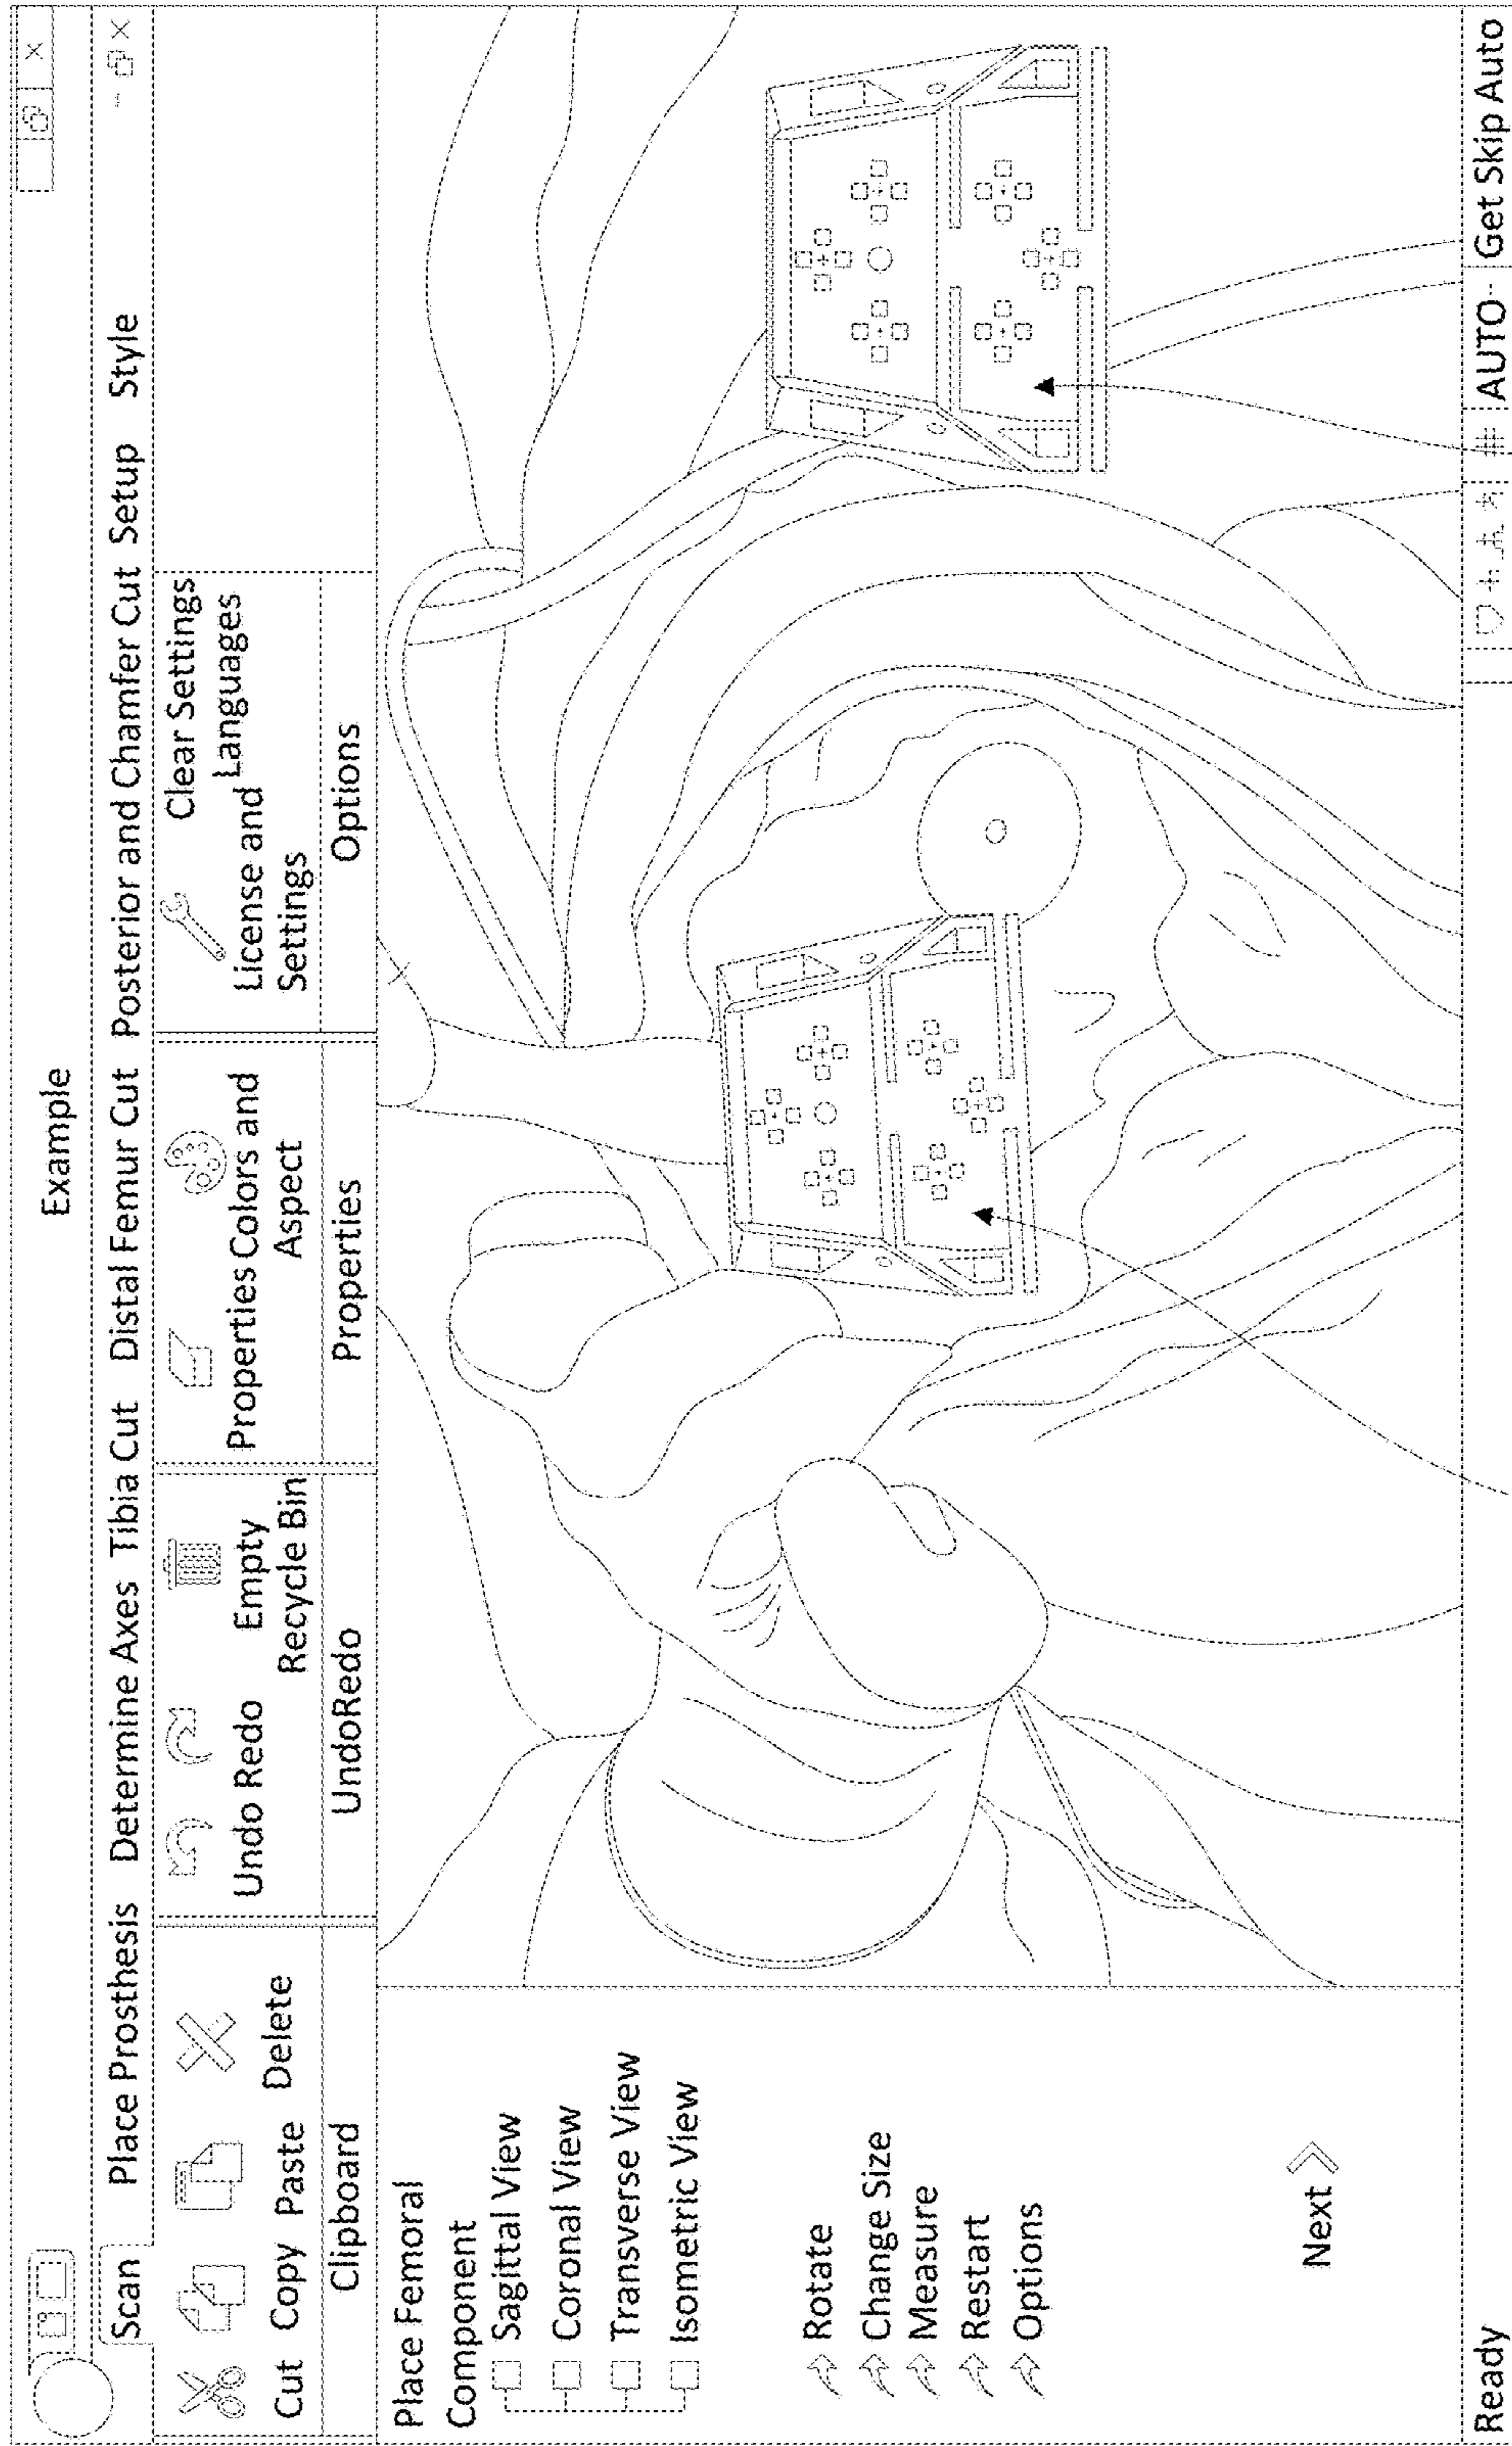 Example
Scan Place Prosthesis Determine Axes Tibia Cut Distal Femur Cut Posterior and Chamfer Cut Setup Style
Cut Copy Paste Delete
Clipboard
Undo Redo Empty
Recycle Bin
UndoRedo
Properties Colors and
Aspect
Properties
Clear Settings
License and Languages
Settings
Options
Place Femoral
Component
Sagittal View
Coronal View
Transverse View
Isometric View
Rotate
Change Size
Measure
Restart
Options
Next >
Ready
AUTO Get Skip Auto